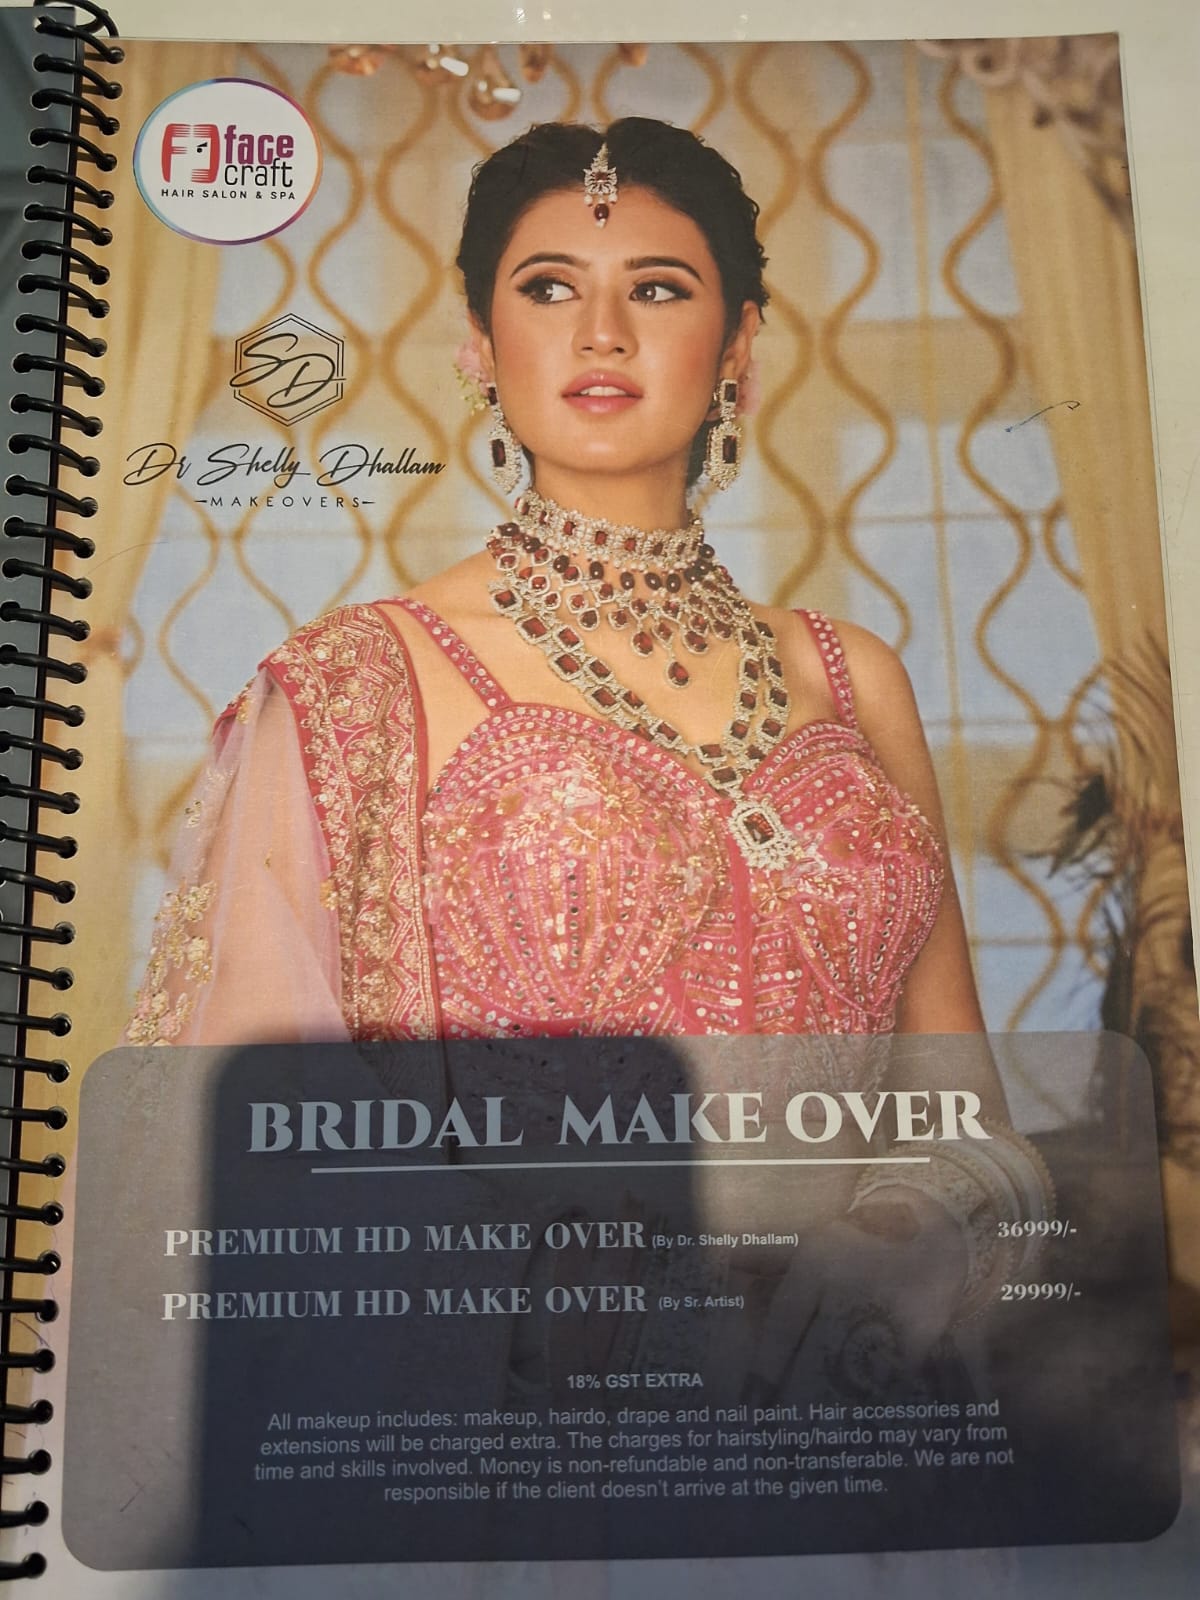 face
craft
HAIR SALON & SPA
SD
Dr Shelly Dhallam
MAKEOVERS
BRIDAL MAKE OVER
PREMIUM HD MAKE OVER (By Dr. Shelly Dhallam) 36999/-
PREMIUM HD MAKE OVER (By Sr. Artist) 29999/-
18% GST EXTRA
All makeup includes: makeup, hairdo, drape and nail paint. Hair accessories and
extensions will be charged extra. The charges for hairstyling/hairdo may vary from
time and skills involved. Money is non-refundable and non-transferable. We are not
responsible if the client doesn't arrive at the given time.